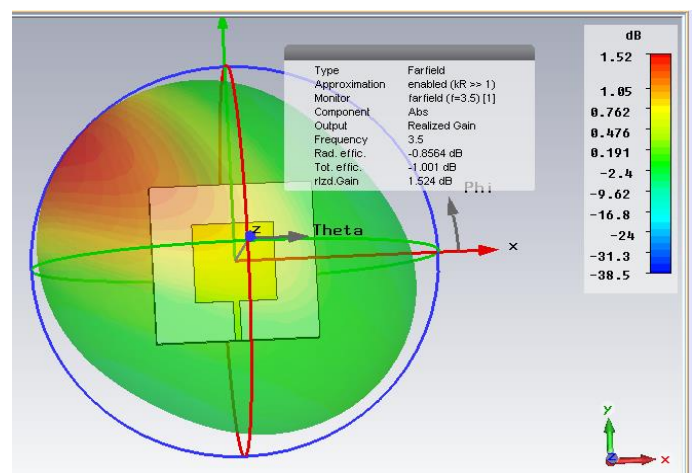 Type Farfield
Approximation enabled (kR >> 1)
Monitor farfield (f=3.5) [1]
Component Abs
Output Realized Gain
Frequency 3.5
Rad. effic. -0.8564 dB
Tot. effic. -1.001 dB
rlzd.Gain 1.524 dB
Phi
z
Theta
x
dB
1.52
1.05
0.762
0.476
0.191
-2.4
-9.62
-16.8
-24
-31.3
-38.5
y
z
x